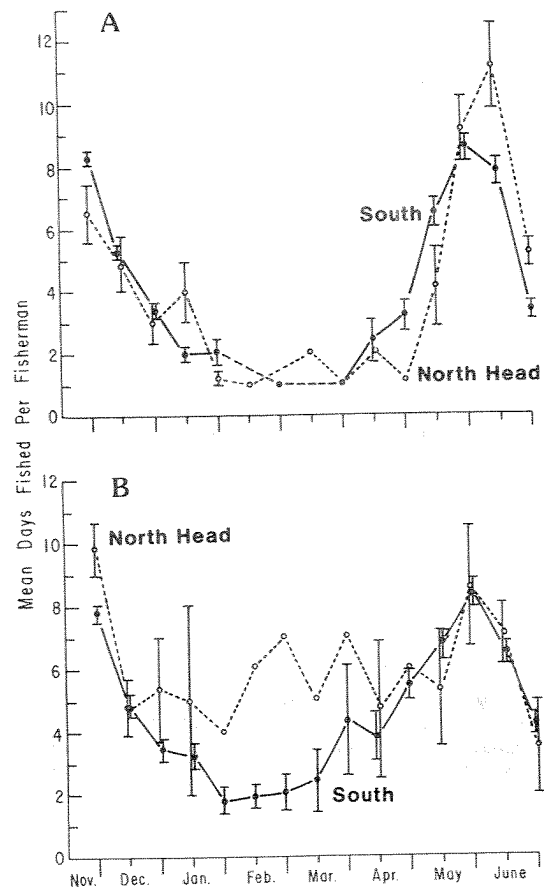 A
12
10
8
6
4
2
0
South
North Head
Mean Days Fished Per Fisherman
B
12
10
8
6
4
2
0
North Head
South
Nov. Dec. Jan. Feb. Mar. Apr. May June